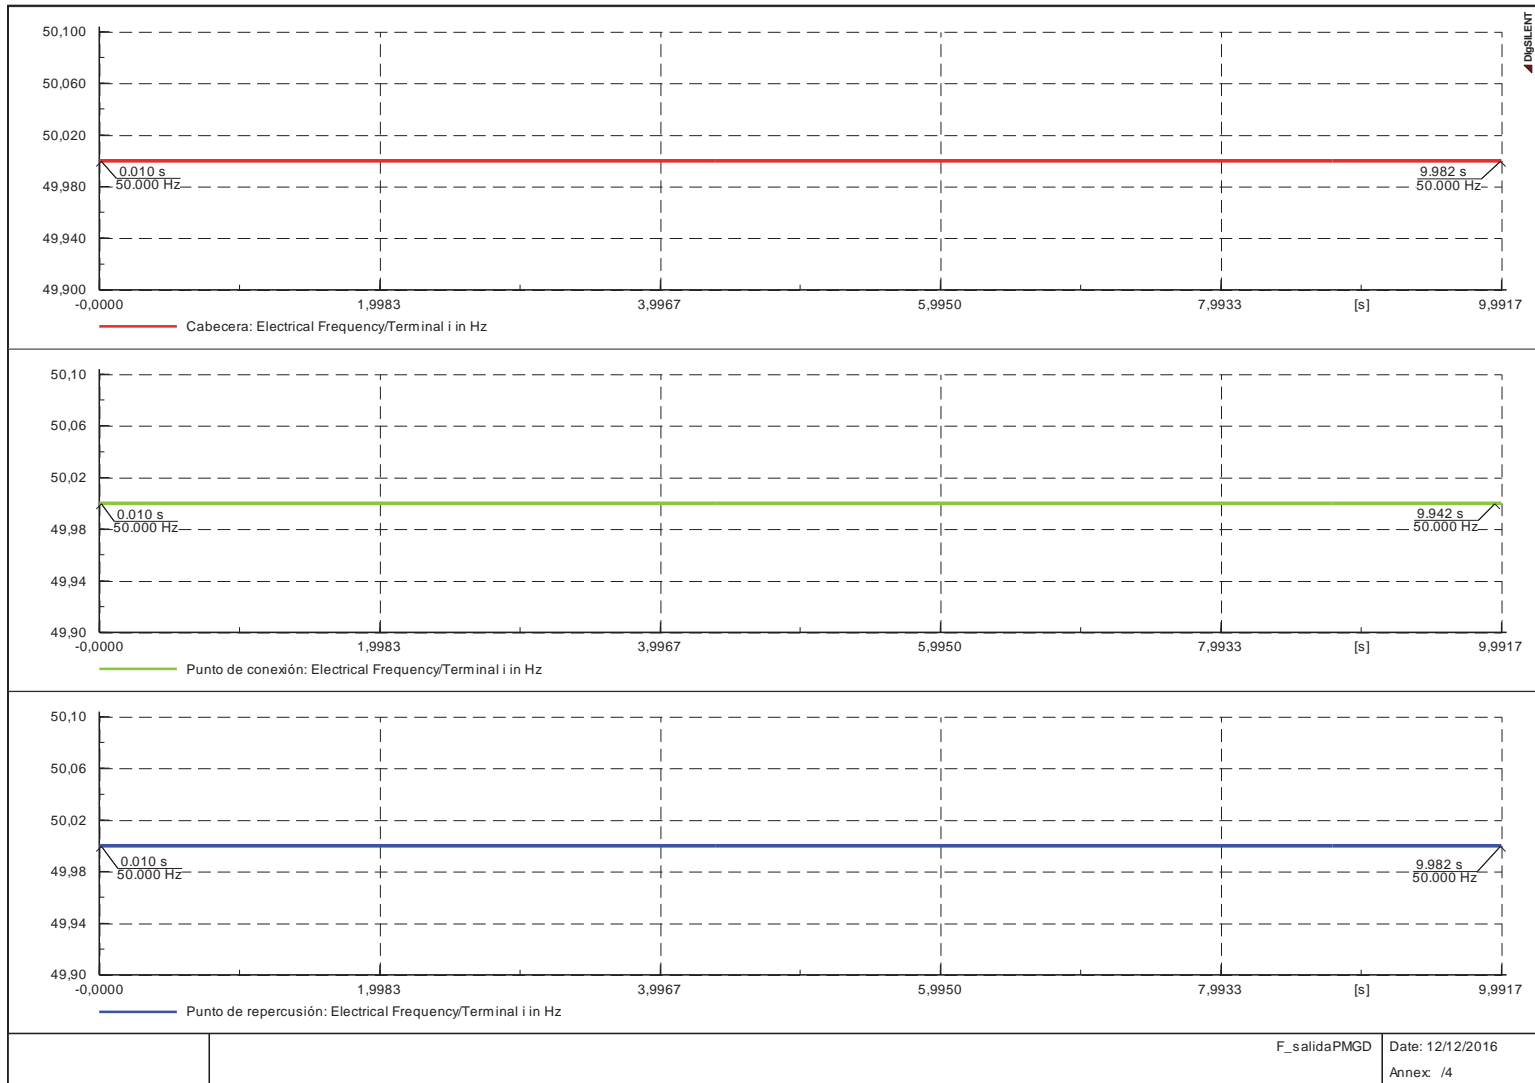 DIgSILENT
50,100
50,060
50,020
49,980
49,940
49,900
0.010 s
50.000 Hz
9.982 s
50.000 Hz
-0,0000 1,9983 3,9967 5,9950 7,9933 [s] 9,9917
Cabecera: Electrical Frequency/Terminal i in Hz
50,10
50,06
50,02
49,98
49,94
49,90
0.010 s
50.000 Hz
9.942 s
50.000 Hz
-0,0000 1,9983 3,9967 5,9950 7,9933 [s] 9,9917
Punto de conexión: Electrical Frequency/Terminal i in Hz
50,10
50,06
50,02
49,98
49,94
49,90
0.010 s
50.000 Hz
9.982 s
50.000 Hz
-0,0000 1,9983 3,9967 5,9950 7,9933 [s] 9,9917
Punto de repercusión: Electrical Frequency/Terminal i in Hz
F_salidaPMGD
Date: 12/12/2016
Annex: /4